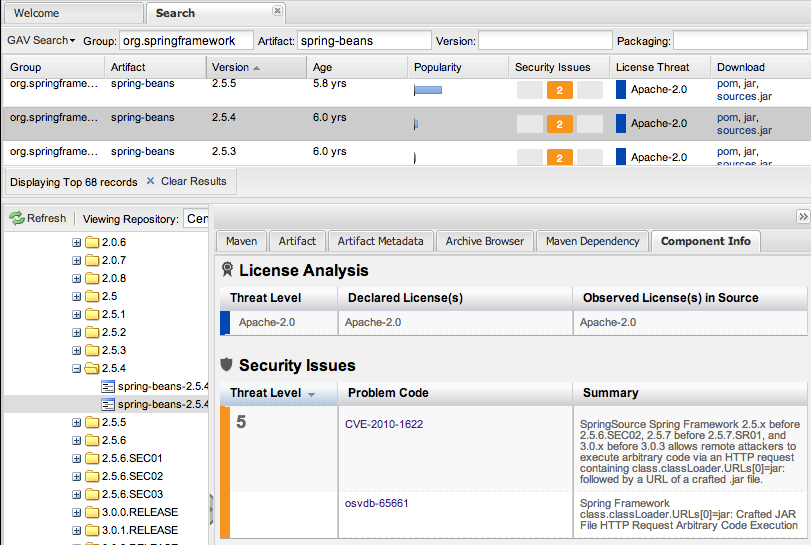 Welcome
Search
GAV Search Group: org.springframework Artifact: spring-beans Version: Packaging:
Group Artifact Version Age Popularity Security Issues License Threat Download
org.springframe... spring-beans 2.5.5 5.8 yrs 2 Apache-2.0 pom, jar,
sources.jar
org.springframe... spring-beans 2.5.4 6.0 yrs 2 Apache-2.0 pom, jar,
sources.jar
org.springframe... spring-beans 2.5.3 6.0 yrs 2 Apache-2.0 pom, jar,
sources.jar
Displaying Top 68 records Clear Results
Refresh Viewing Repository: Cen
2.0.6
2.0.7
2.0.8
2.5
2.5.1
2.5.2
2.5.3
2.5.4
spring-beans-2.5.4
spring-beans-2.5.4
2.5.5
2.5.6
2.5.6.SEC01
2.5.6.SEC02
2.5.6.SEC03
3.0.0.RELEASE
3.0.1.RELEASE
Maven Artifact Artifact Metadata Archive Browser Maven Dependency Component Info
License Analysis
Threat Level Declared License(s) Observed License(s) in Source
Apache-2.0 Apache-2.0 Apache-2.0
Security Issues
Threat Level Problem Code Summary
5 CVE-2010-1622 SpringSource Spring Framework 2.5.x before
2.5.6.SEC02, 2.5.7 before 2.5.7.SR01, and
3.0.x before 3.0.3 allows remote attackers to
execute arbitrary code via an HTTP request
containing class.classLoader.URLs[0]=jar:
followed by a URL of a crafted .jar file.
osvdb-65661 Spring Framework
class.classLoader.URLs[0]=jar: Crafted JAR
File HTTP Request Arbitrary Code Execution